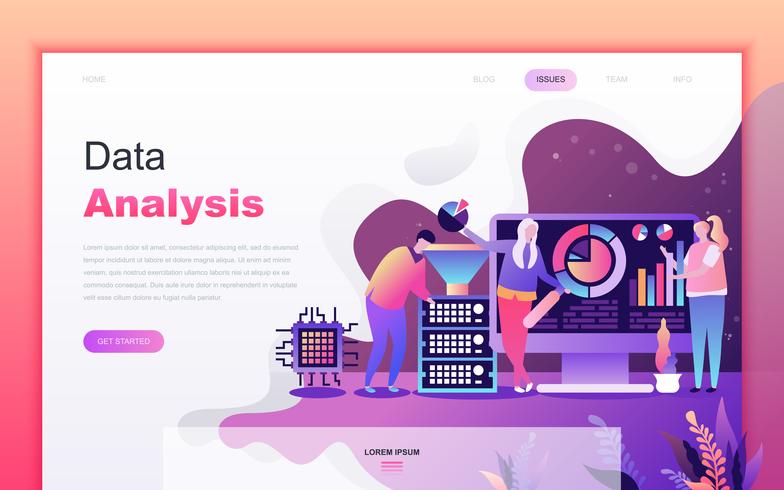 HOME BLOG ISSUES TEAM INFO
Data
Analysis
Lorem ipsum dolor sit amet, consectetur adipiscing elit,
sed do eiusmod tempor incididunt ut labore et dolore
magna aliqua. Ut enim ad minim veniam, quis nostrud
exercitation ullamco laboris nisi ut aliquip ex ea commodo
consequat. Duis aute irure dolor in reprehenderit in voluptate
velit esse cillum dolore eu fugiat nulla pariatur.
GET STARTED
LOREM IPSUM